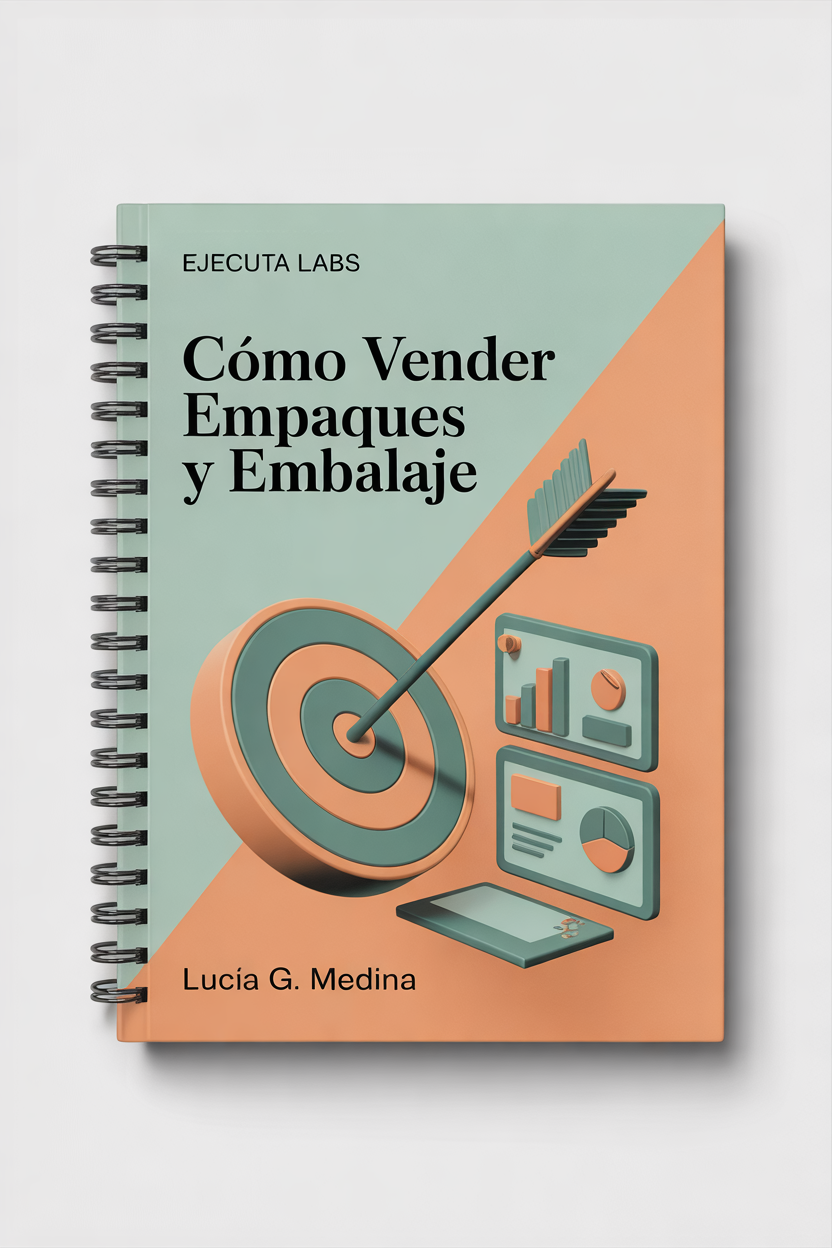 EJECUTA LABS
Cómo Vender
Empaques
y Embalaje
Lucía G. Medina